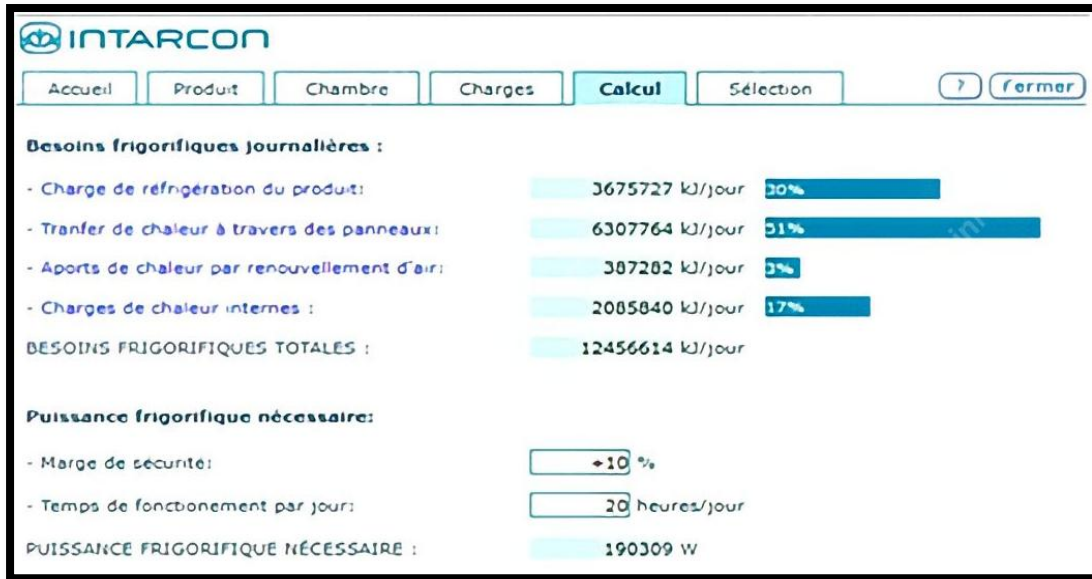 INTARCON
Accueil Produit Chambre Charges Calcul Sélection ? Fermer
Besoins frigorifiques journalières :
- Charge de réfrigération du produit: 3675727 kJ/jour 30%
- Tranfer de chaleur à travers des panneaux: 6307764 kJ/jour 51%
- Aports de chaleur par renouvellement d'air: 387282 kJ/jour 3%
- Charges de chaleur internes : 2085840 kJ/jour 17%
BESOINS FRIGORIFIQUES TOTALES : 12456614 kJ/jour
Puissance frigorifique nécessaire:
- Marge de sécurité: +10 %
- Temps de fonctionement par jour: 20 heures/jour
PUISSANCE FRIGORIFIQUE NÉCESSAIRE : 190309 W